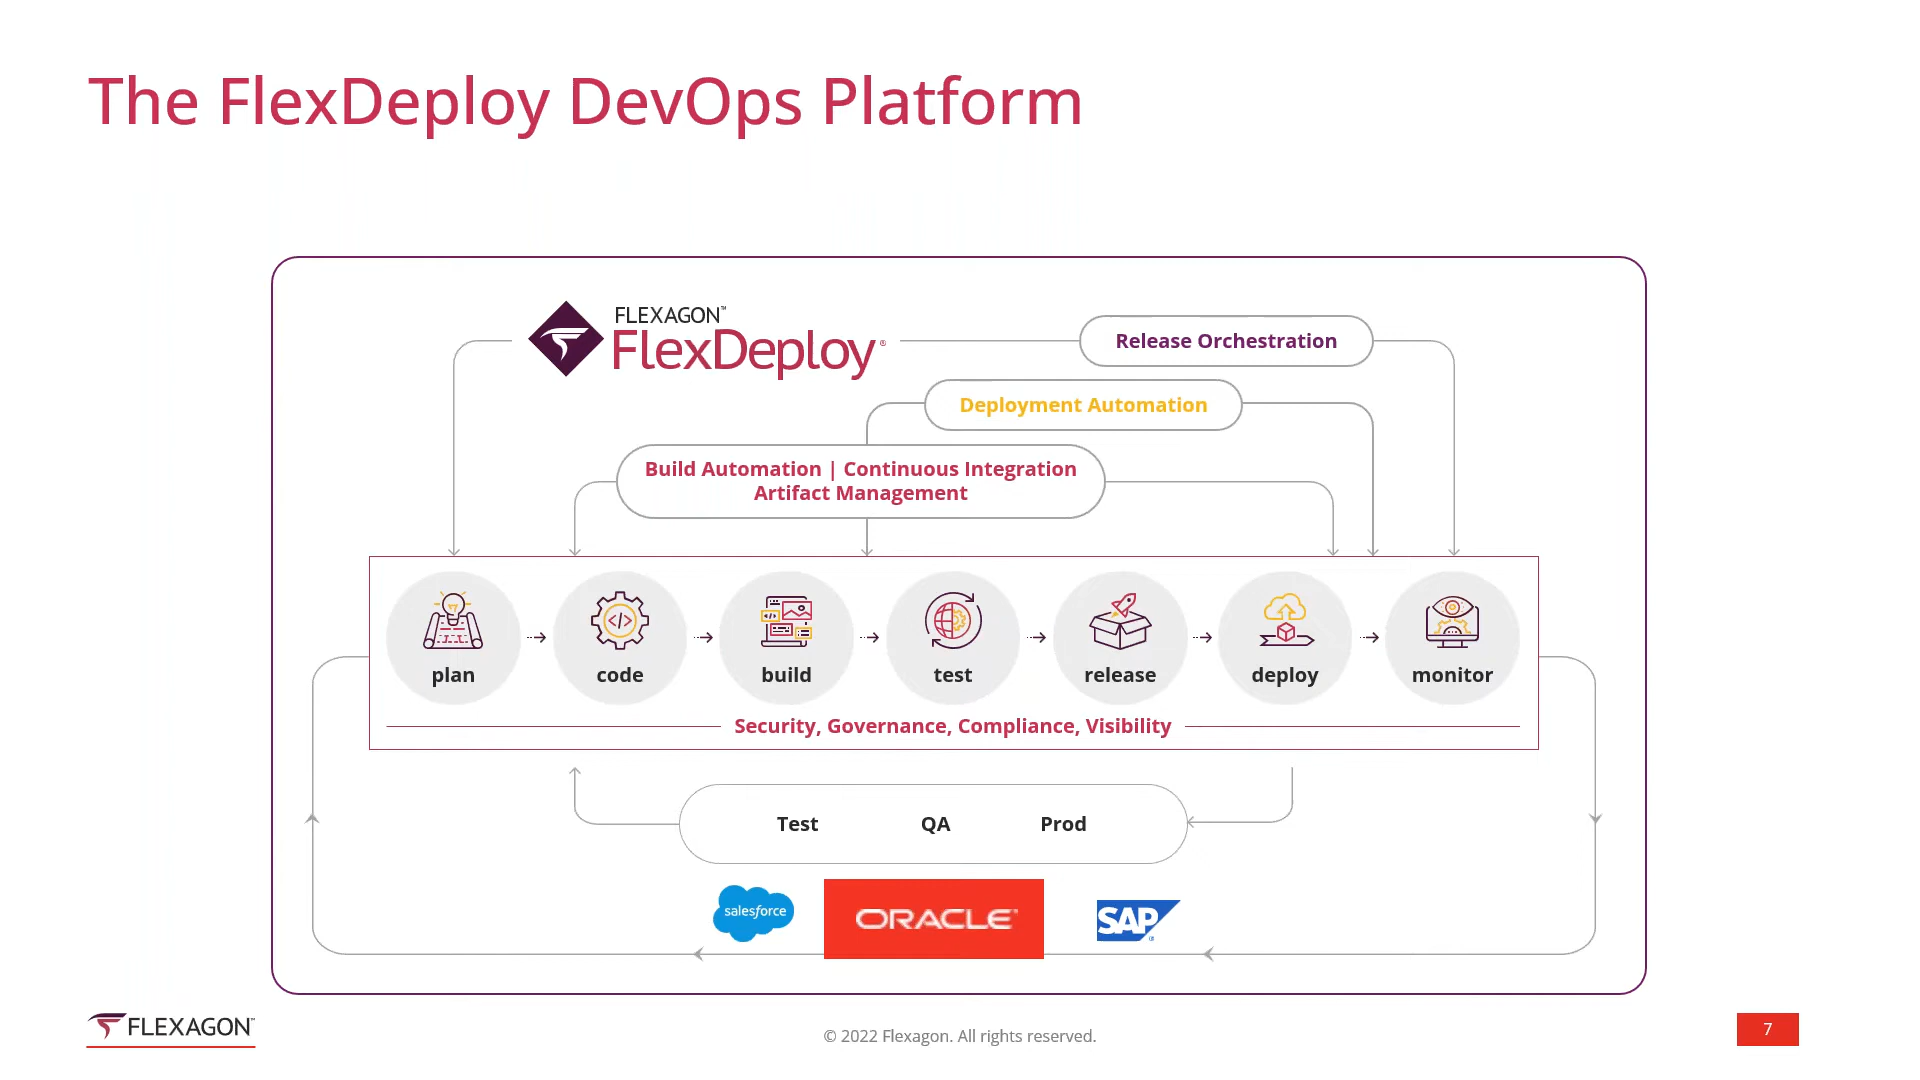 The FlexDeploy DevOps Platform
FLEXAGON™
FlexDeploy®
Release Orchestration
Deployment Automation
Build Automation | Continuous Integration
Artifact Management
plan
code
build
test
release
deploy
monitor
Security, Governance, Compliance, Visibility
Test
QA
Prod
salesforce
ORACLE
SAP
FLEXAGON™
© 2022 Flexagon. All rights reserved.
7